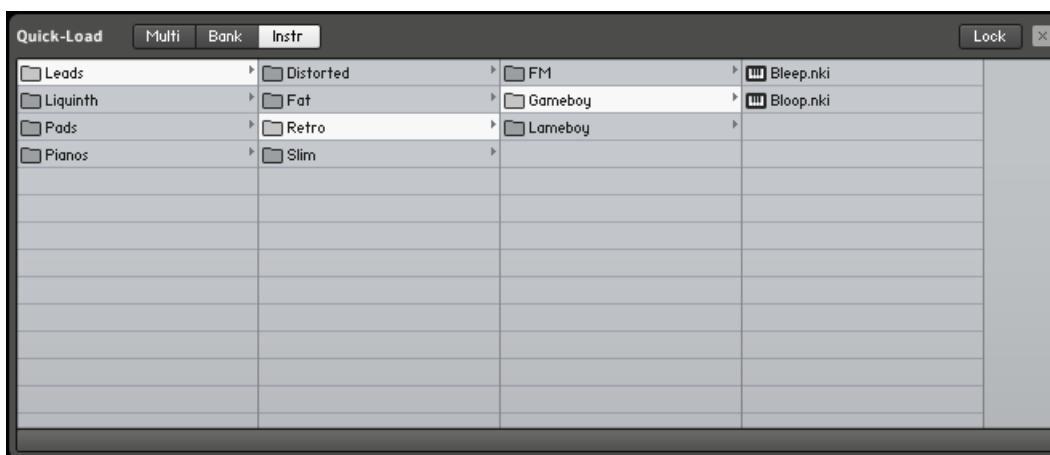 Quick-Load Multi Bank Instr Lock
Leads Distorted FM Bleep.nki
Liquinth Fat Gameboy Bloop.nki
Pads Retro Lameboy
Pianos Slim